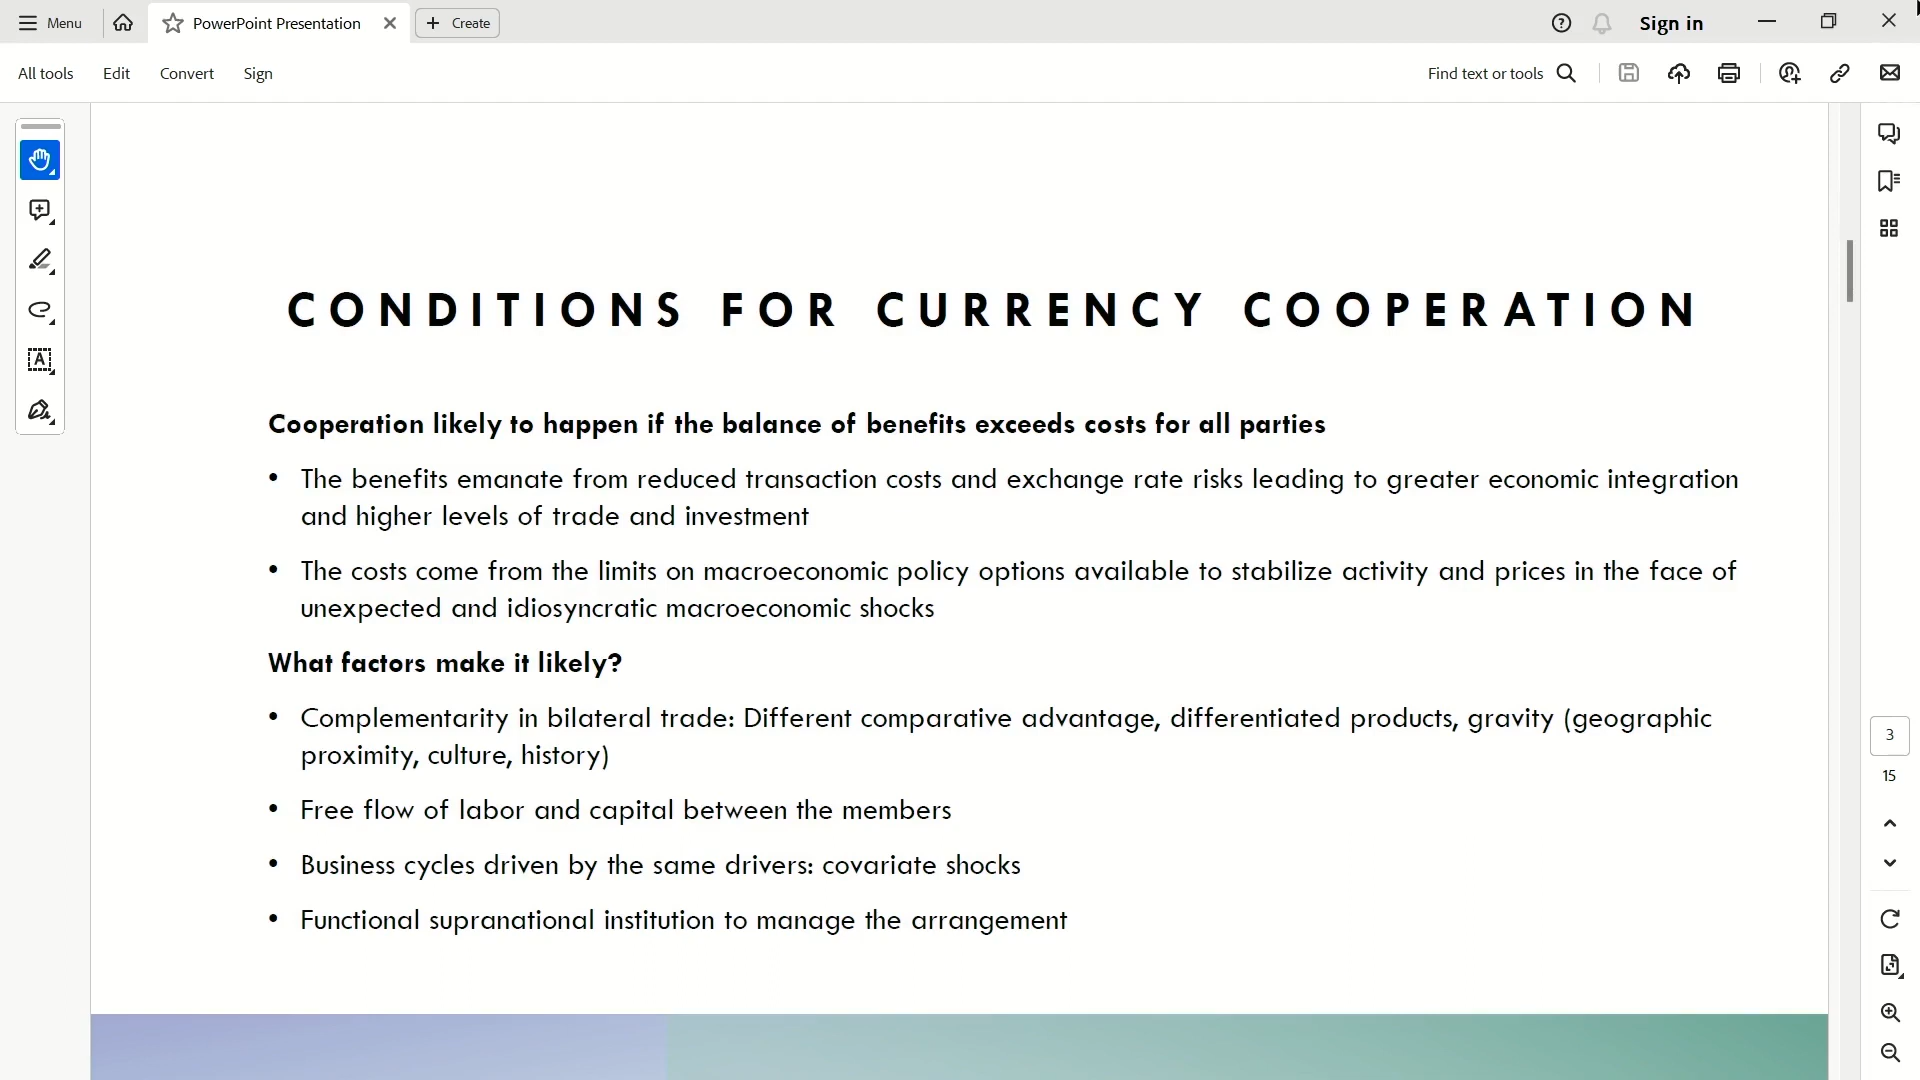 Menu
PowerPoint Presentation
Create
Sign in
All tools
Edit
Convert
Sign
Find text or tools
CONDITIONS FOR CURRENCY COOPERATION
Cooperation likely to happen if the balance of benefits exceeds costs for all parties
• The benefits emanate from reduced transaction costs and exchange rate risks leading to greater economic integration
and higher levels of trade and investment
• The costs come from the limits on macroeconomic policy options available to stabilize activity and prices in the face of
unexpected and idiosyncratic macroeconomic shocks
What factors make it likely?
• Complementarity in bilateral trade: Different comparative advantage, differentiated products, gravity (geographic
proximity, culture, history)
• Free flow of labor and capital between the members
• Business cycles driven by the same drivers: covariate shocks
• Functional supranational institution to manage the arrangement
3
15